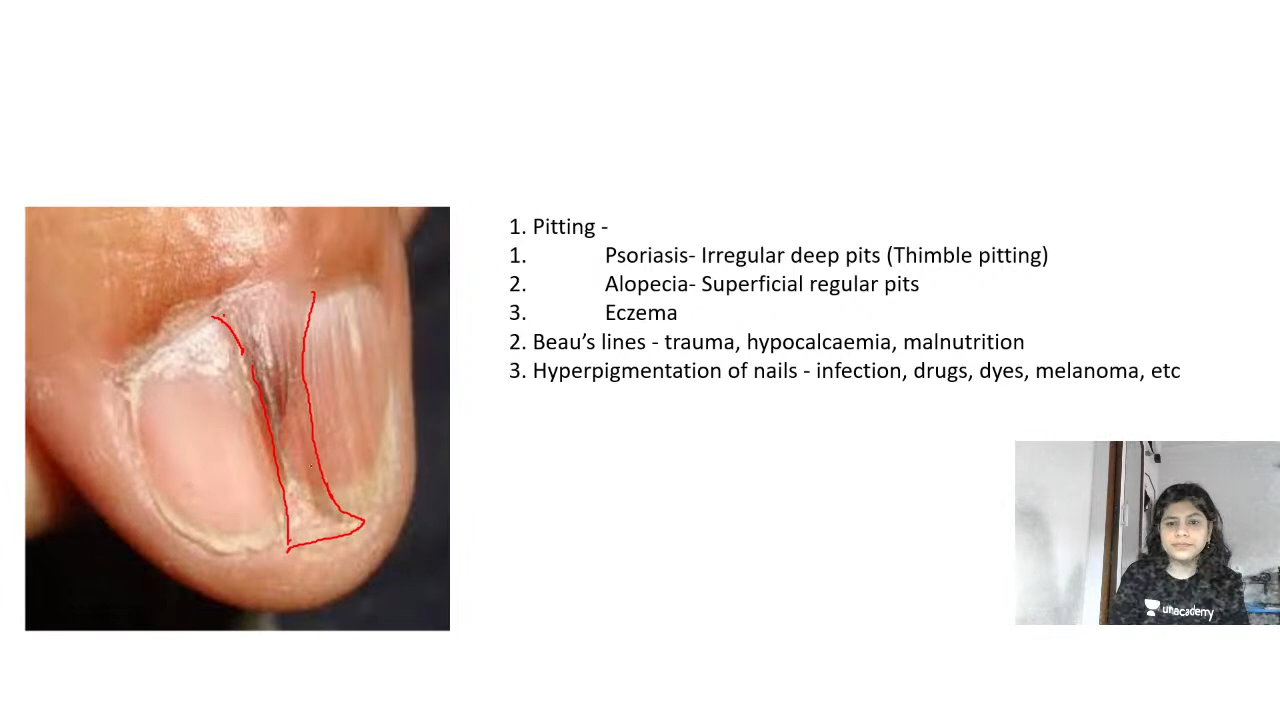 1. Pitting -
1. Psoriasis- Irregular deep pits (Thimble pitting)
2. Alopecia- Superficial regular pits
3. Eczema
2. Beau’s lines - trauma, hypocalcaemia, malnutrition
3. Hyperpigmentation of nails - infection, drugs, dyes, melanoma, etc
unacademy